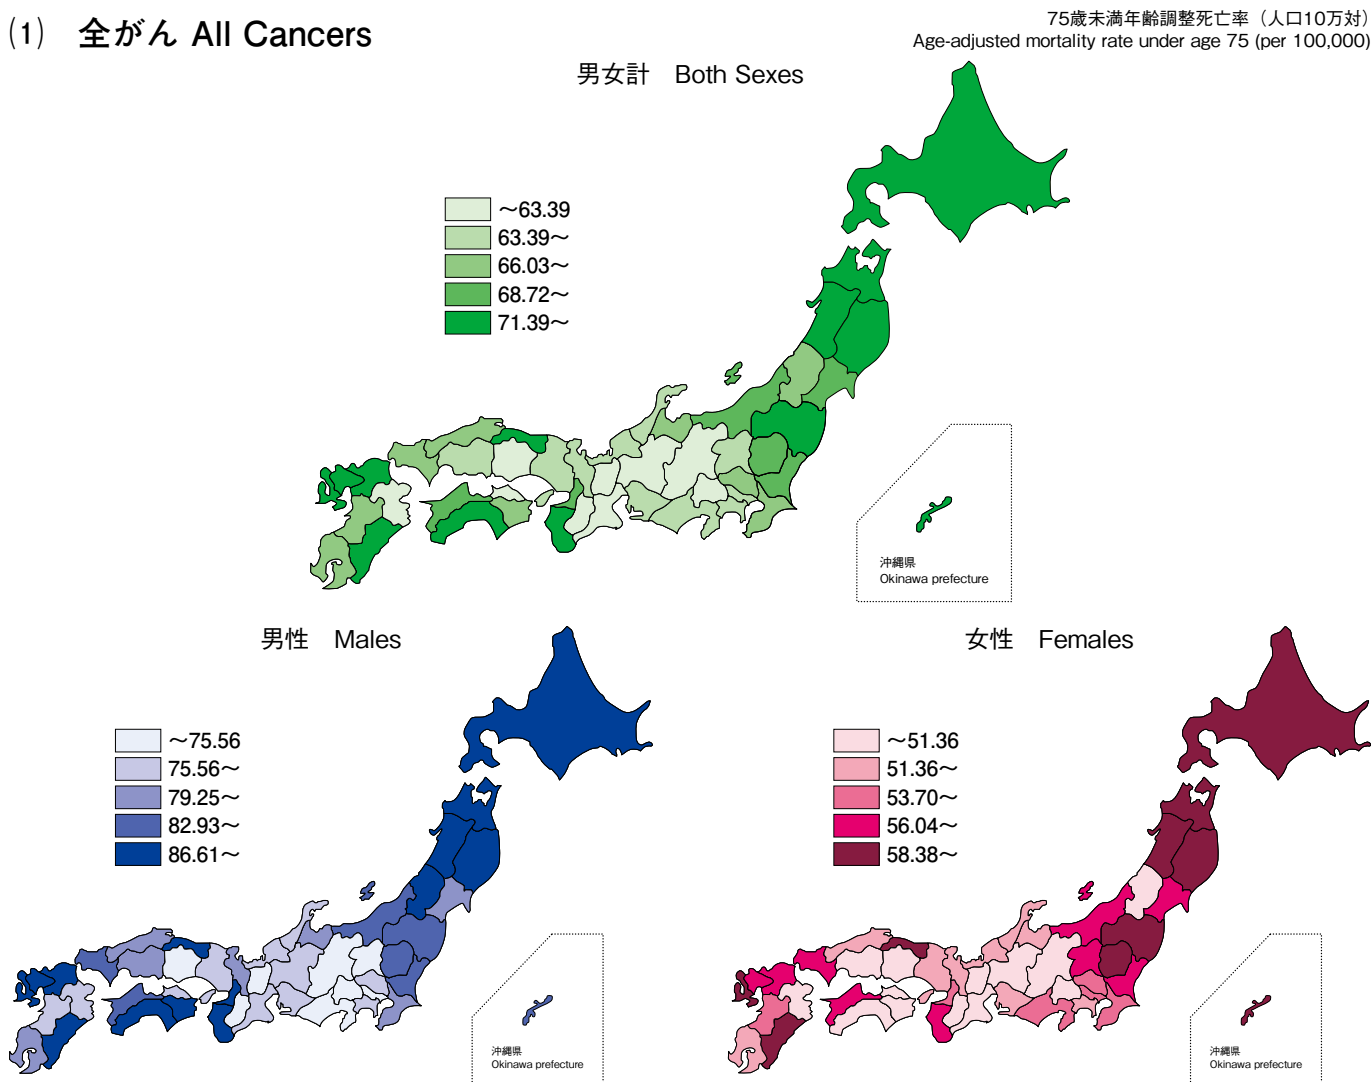 (1) 全がん All Cancers
75歳未満年齢調整死亡率（人口10万対）
Age-adjusted mortality rate under age 75 (per 100,000)
男女計 Both Sexes
～63.39
63.39～
66.03～
68.72～
71.39～
沖縄県
Okinawa prefecture
男性 Males
～75.56
75.56～
79.25～
82.93～
86.61～
沖縄県
Okinawa prefecture
女性 Females
～51.36
51.36～
53.70～
56.04～
58.38～
沖縄県
Okinawa prefecture